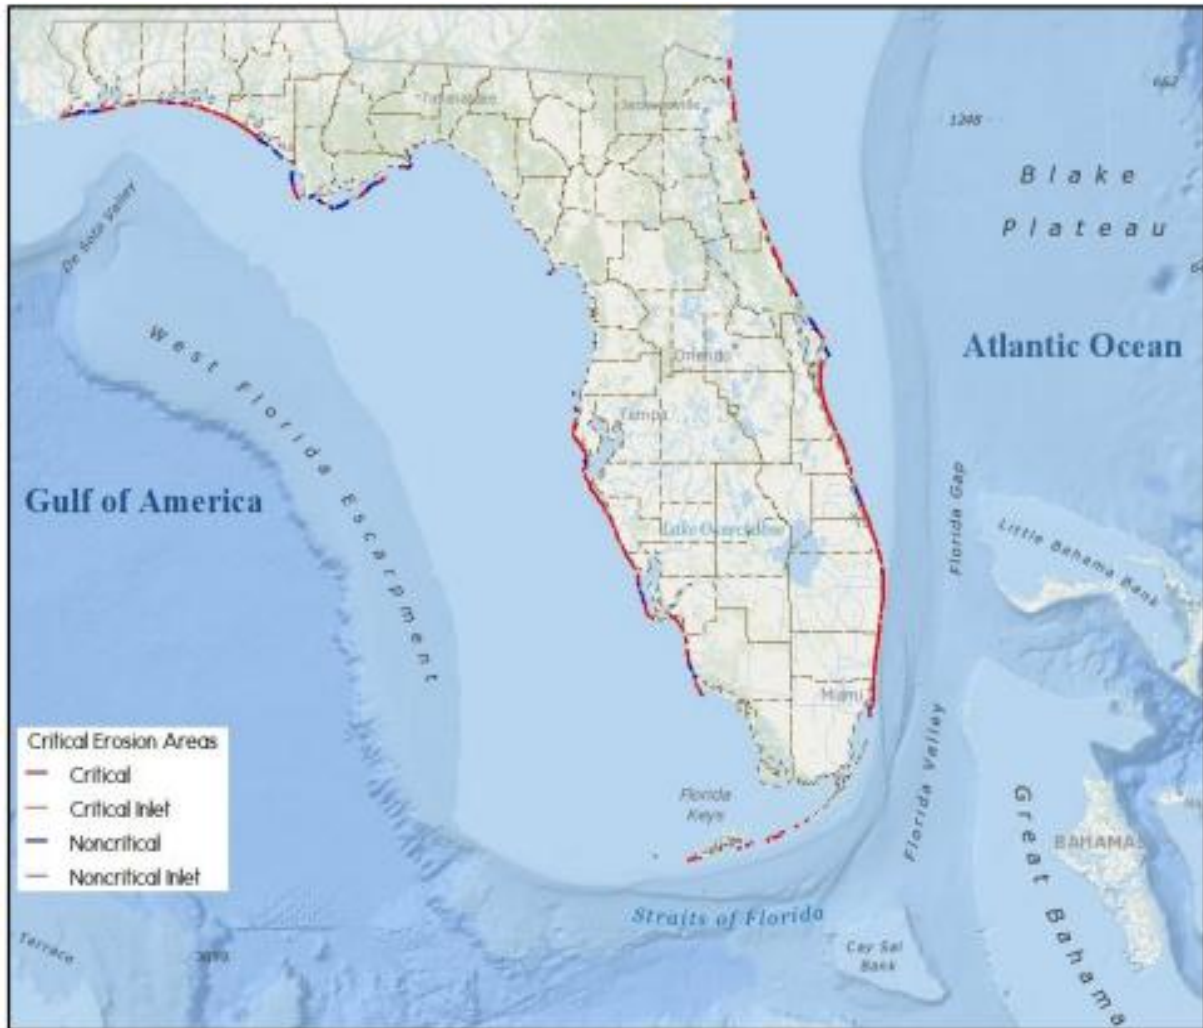 Tallahassee
Jacksonville
662
1248
Blake
Plateau
De Soto Valley
West Florida Escarpment
Orlando
Atlantic Ocean
Tampa
Gulf of America
Florida Gap
Little Bahama Bank
Lake Okeechobee
Miami
Florida Valley
Critical Erosion Areas
Critical
Critical Inlet
Noncritical
Noncritical Inlet
Florida
Keys
Great Bahama
BAHAMAS
Straits of Florida
Cay Sal
Bank
Terrace